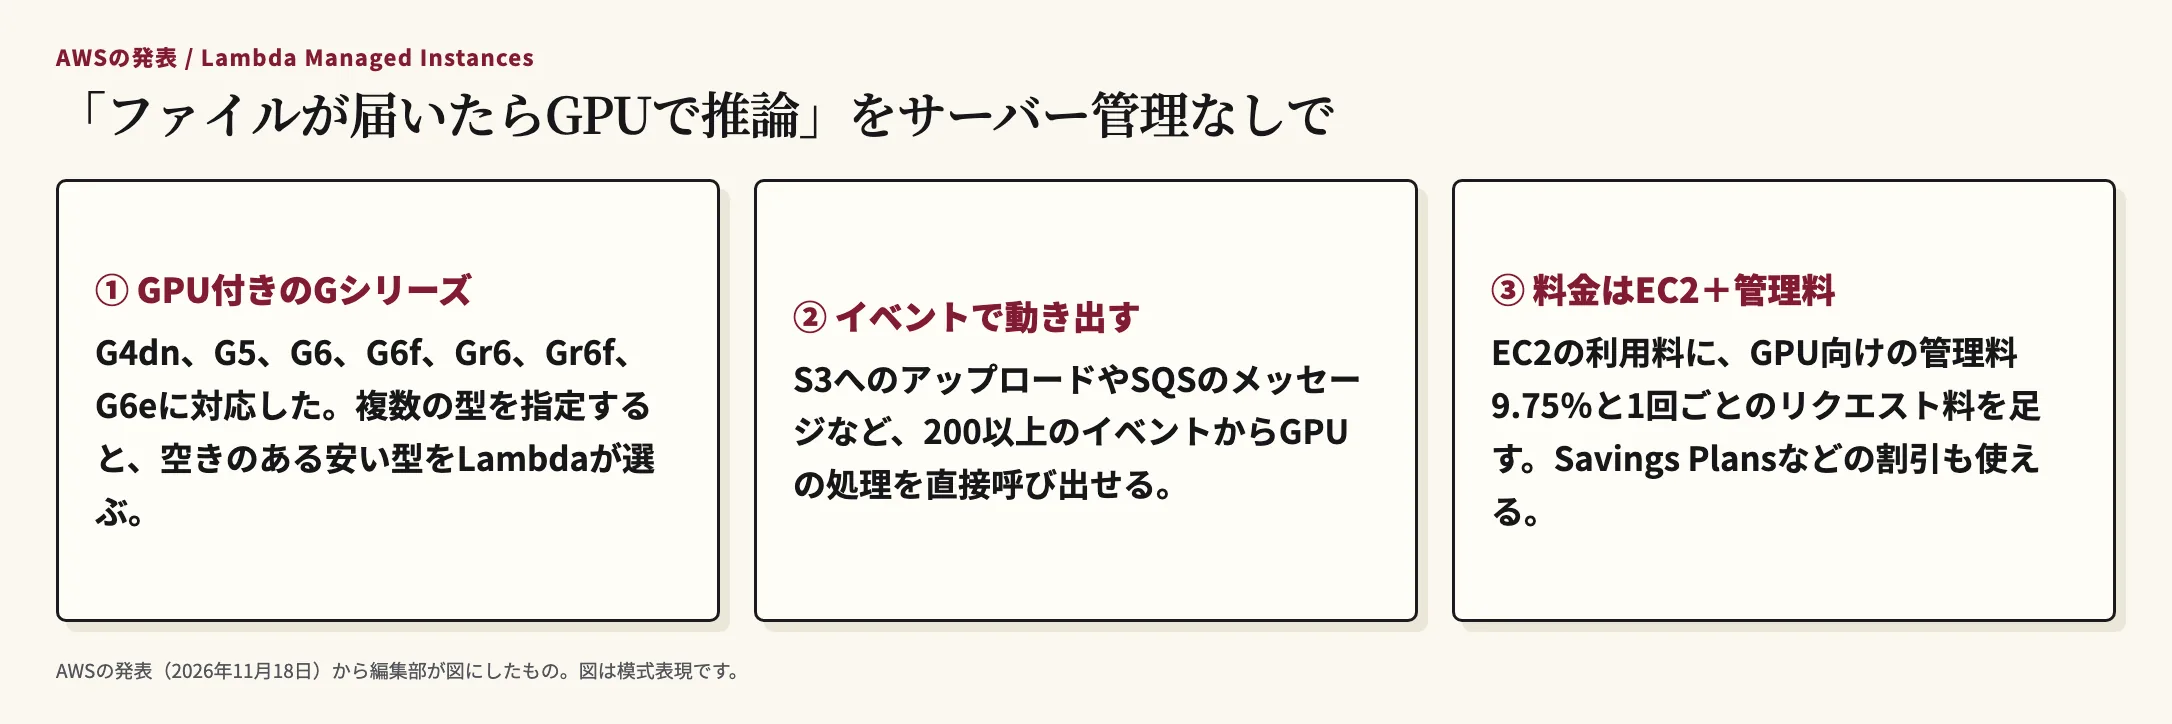 AWSの発表 / Lambda Managed Instances
「ファイルが届いたらGPUで推論」をサーバー管理なしで
① GPU付きのGシリーズ
G4dn、G5、G6、G6f、Gr6、Gr6f、
G6eに対応した。複数の型を指定する
と、空きのある安い型をLambdaが選
ぶ。
② イベントで動き出す
S3へのアップロードやSQSのメッセー
ジなど、200以上のイベントからGPU
の処理を直接呼び出せる。
③ 料金はEC2＋管理料
EC2の利用料に、GPU向けの管理料
9.75%と1回ごとのリクエスト料を足
す。Savings Plansなどの割引も使え
る。
AWSの発表（2026年11月18日）から編集部が図にしたもの。図は模式表現です。